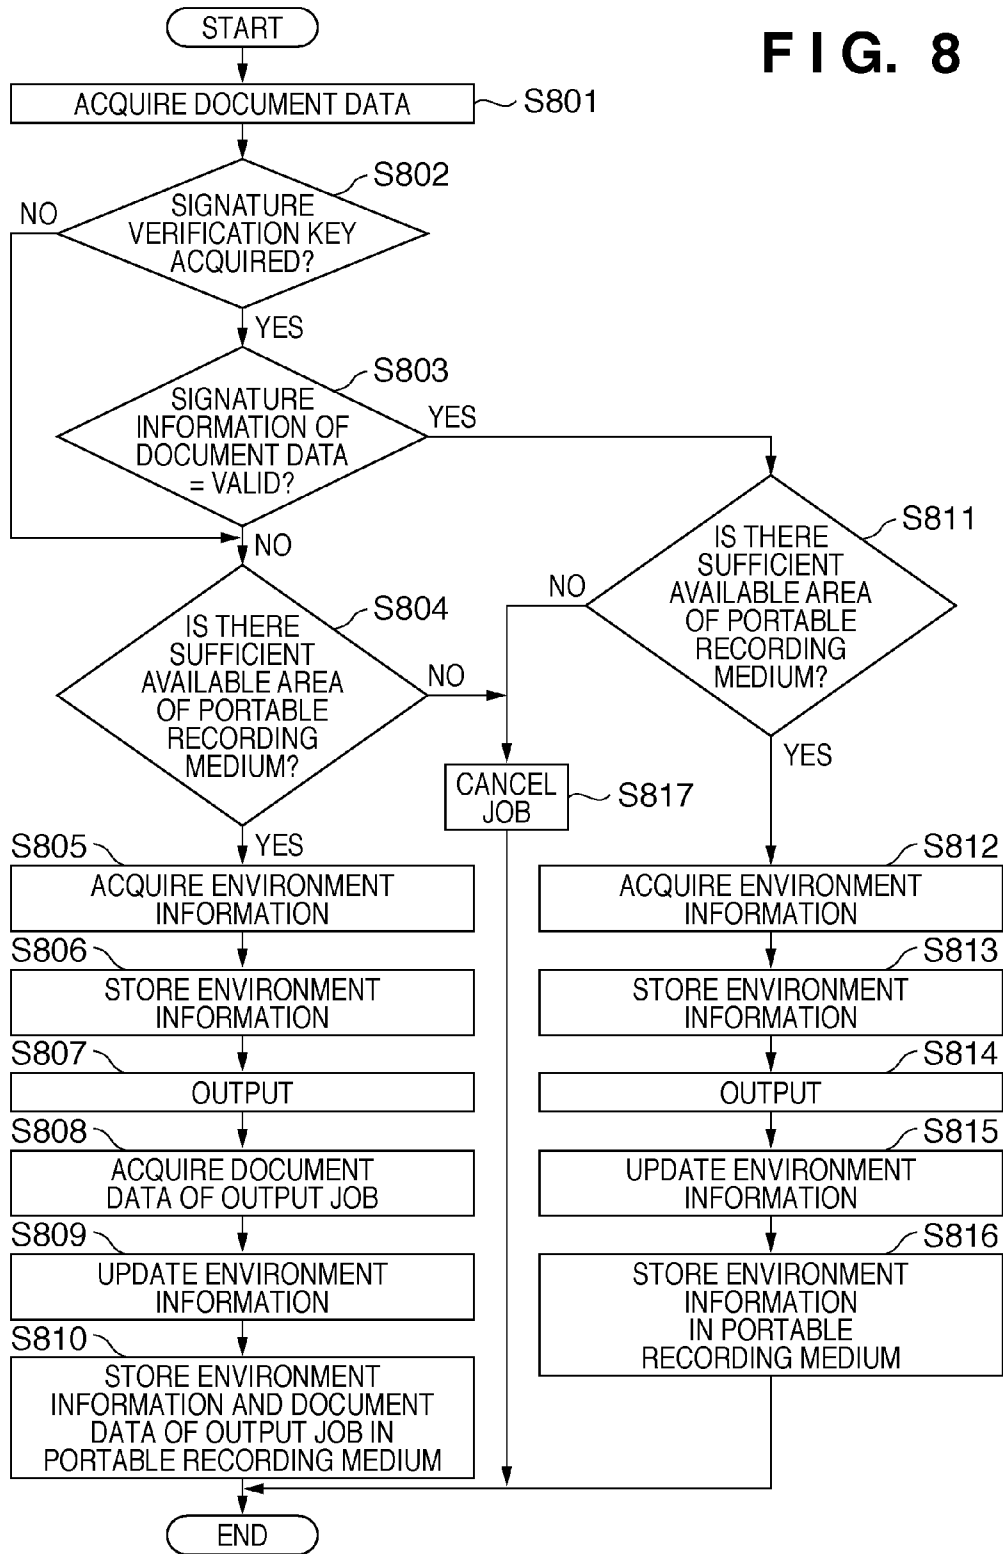 START
FIG. 8
ACQUIRE DOCUMENT DATA
S801
S802
NO
SIGNATURE
VERIFICATION KEY
ACQUIRED?
YES
S803
SIGNATURE
INFORMATION OF
DOCUMENT DATA
= VALID?
YES
NO
S811
IS THERE
SUFFICIENT
AVAILABLE AREA
OF PORTABLE
RECORDING
MEDIUM?
NO
YES
S804
IS THERE
SUFFICIENT
AVAILABLE AREA
OF PORTABLE
RECORDING
MEDIUM?
NO
YES
CANCEL
JOB
S817
S805
ACQUIRE ENVIRONMENT
INFORMATION
S806
STORE ENVIRONMENT
INFORMATION
S807
OUTPUT
S808
ACQUIRE DOCUMENT
DATA OF OUTPUT JOB
S809
UPDATE ENVIRONMENT
INFORMATION
S810
STORE ENVIRONMENT
INFORMATION AND DOCUMENT
DATA OF OUTPUT JOB IN
PORTABLE RECORDING MEDIUM
S812
ACQUIRE ENVIRONMENT
INFORMATION
S813
STORE ENVIRONMENT
INFORMATION
S814
OUTPUT
S815
UPDATE ENVIRONMENT
INFORMATION
S816
STORE ENVIRONMENT
INFORMATION
IN PORTABLE
RECORDING MEDIUM
END